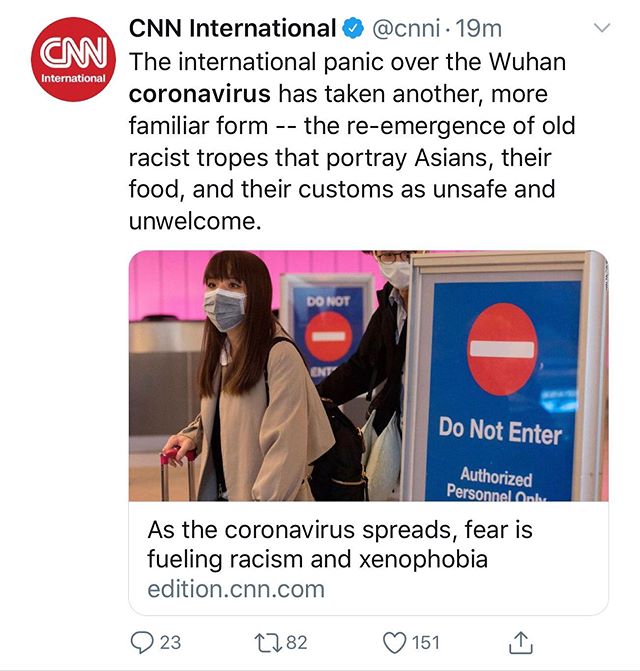 CNN
International
CNN International @cnni · 19m
The international panic over the Wuhan
coronavirus has taken another, more
familiar form -- the re-emergence of old
racist tropes that portray Asians, their
food, and their customs as unsafe and
unwelcome.
DO NOT
ENT
Do Not Enter
Authorized
Personnel Only
As the coronavirus spreads, fear is
fueling racism and xenophobia
edition.cnn.com
23 82 151